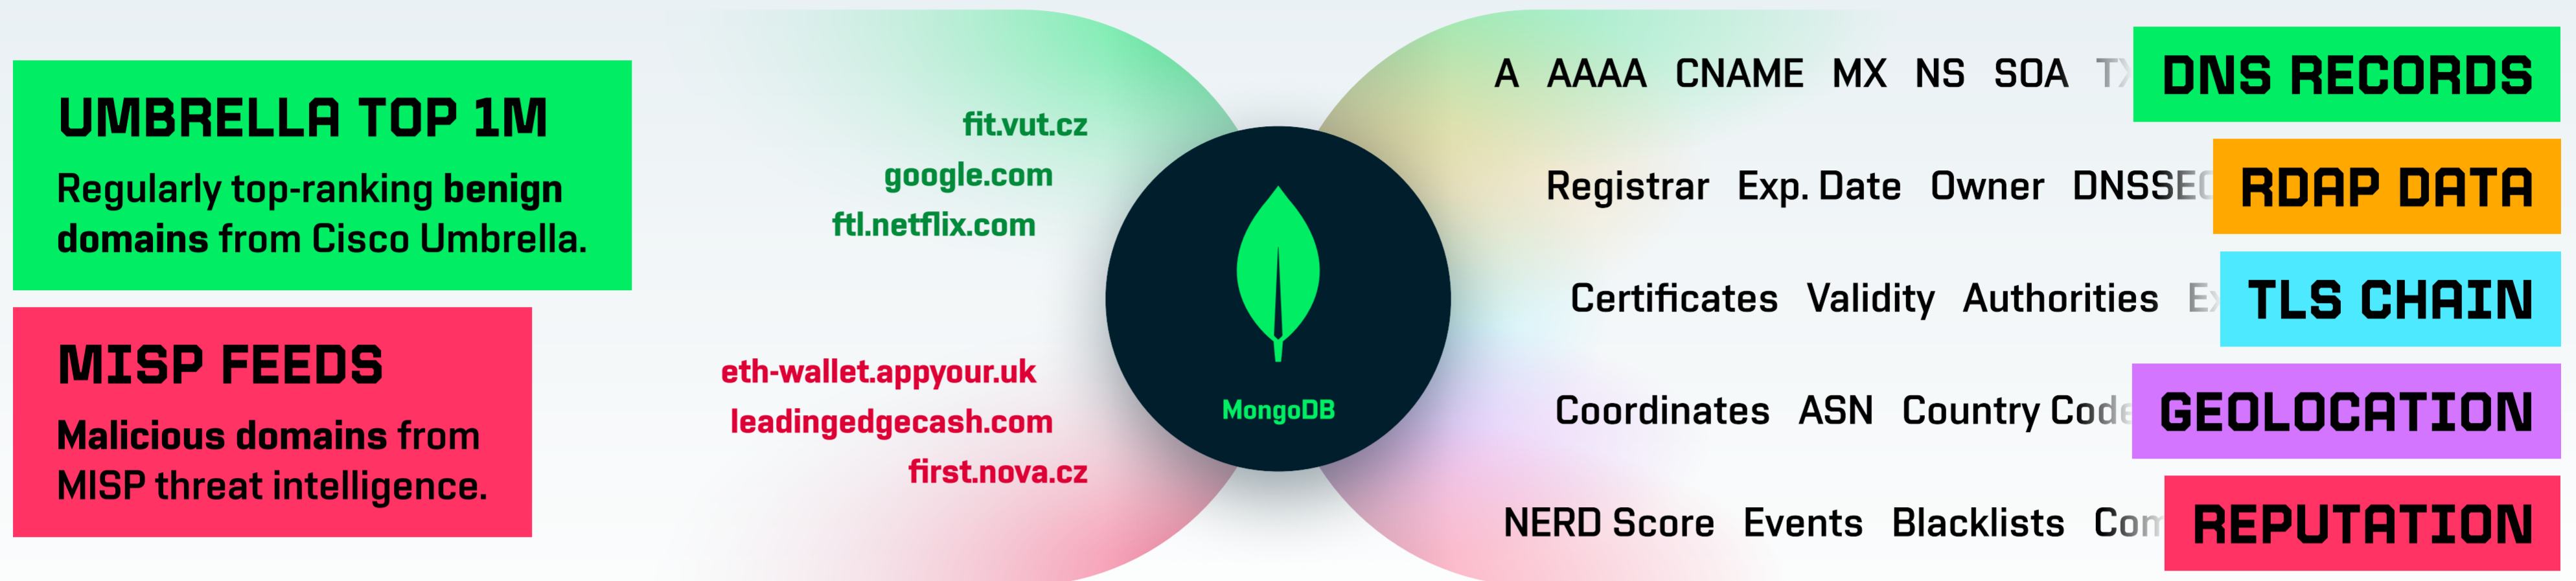 UMBRELLA TOP 1M
Regularly top-ranking benign
domains from Cisco Umbrella.
MISP FEEDS
Malicious domains from
MISP threat intelligence.
fit.vut.cz
google.com
ftl.netflix.com
eth-wallet.appyour.uk
leadingedgecash.com
first.nova.cz
MongoDB
A AAAA CNAME MX NS SOA DNS RECORDS
Registrar Exp. Date Owner DNSSEC RDAP DATA
Certificates Validity Authorities TLS CHAIN
Coordinates ASN Country Code GEOLOCATION
NERD Score Events Blacklists REPUTATION